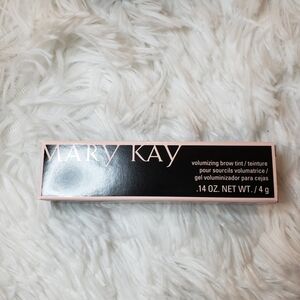 MARY KAY
volumizing brow tint / teinture
pour sourcils volumatrice /
gel voluminizador para cejas
.14 OZ. NET WT. / 4 g